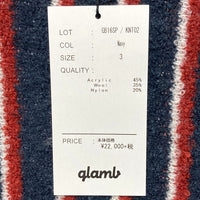 LOT : GB16SP / KNT02
COL : Navy
SIZE : 3
QUALITY :
Acrylic 45%
Wool 35%
Nylon 20%
PRICE : 本体価格
¥22,000+税
glamb